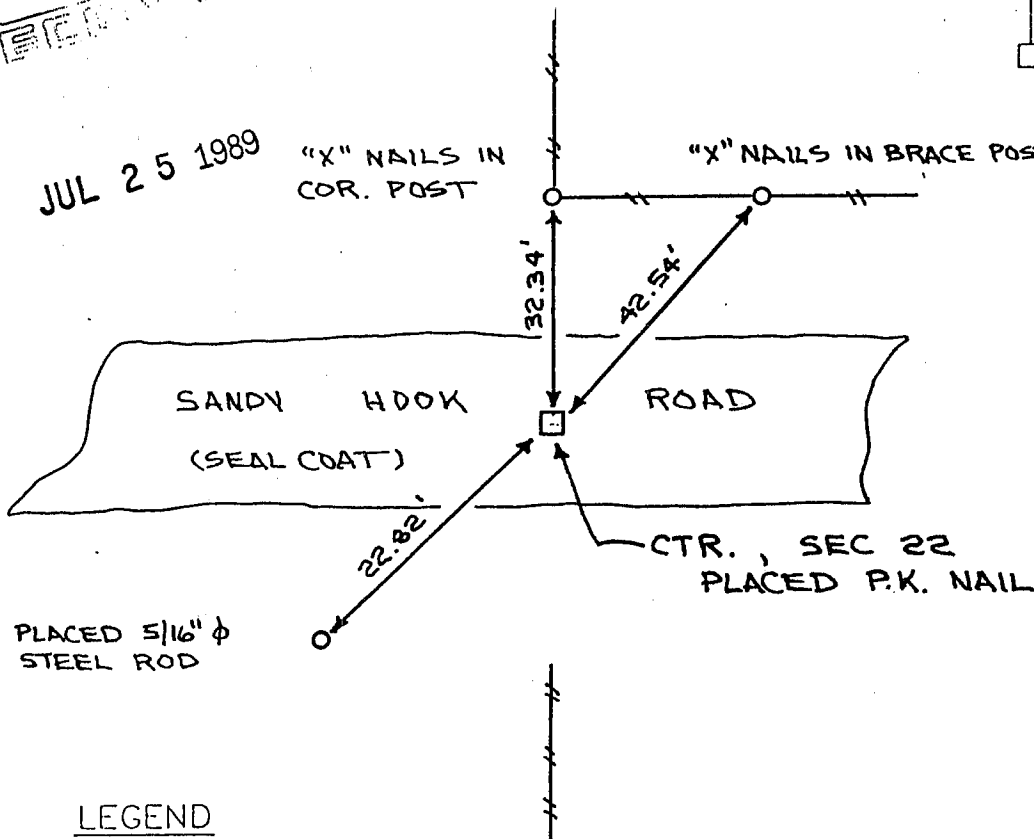 JUL 25 1989
"X" NAILS IN
COR. POST
"X" NAILS IN BRACE POS
32.34'
42.54'
SANDY HOOK ROAD
(SEAL COAT)
22.82'
CTR., SEC 22
PLACED P.K. NAIL
PLACED 5/16" ϕ
STEEL ROD
LEGEND